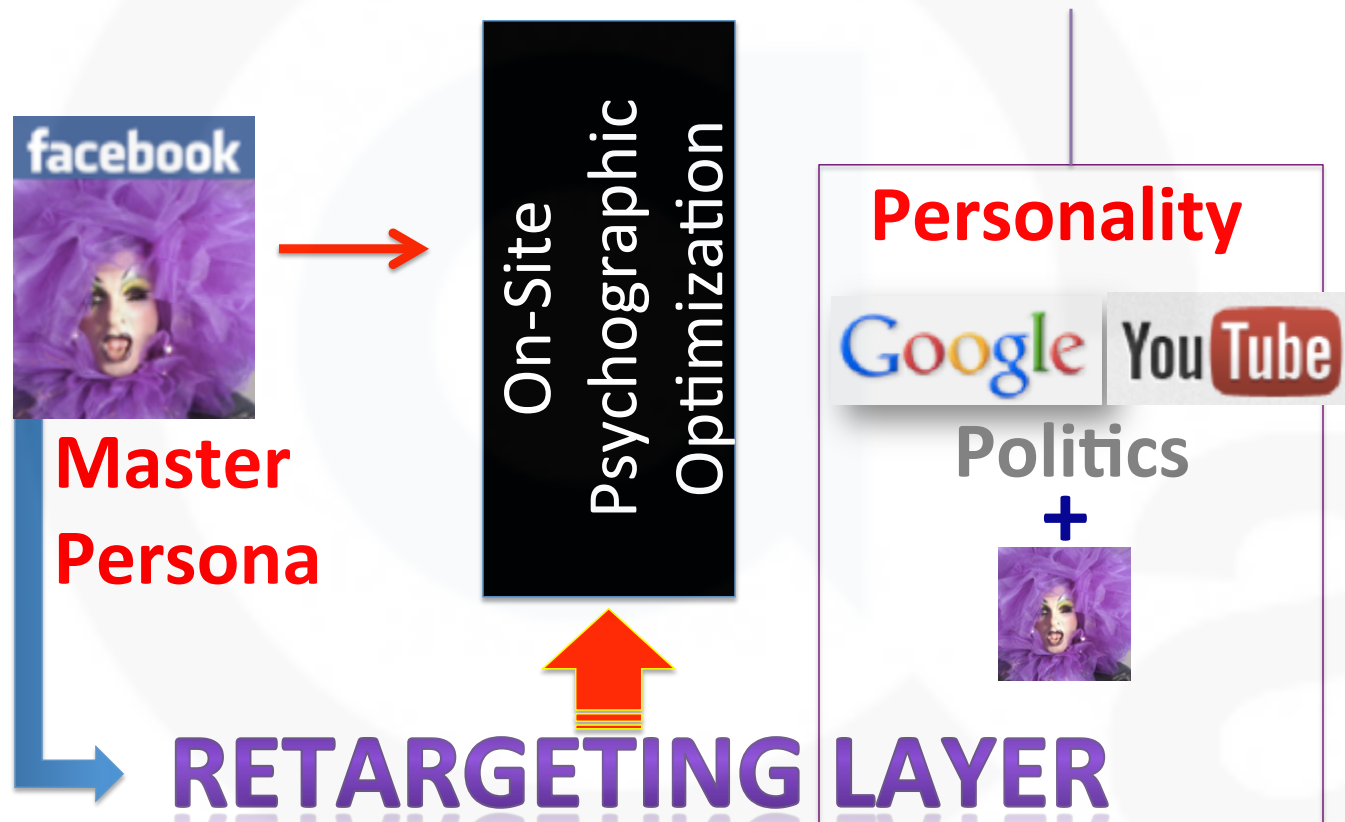 facebook
Master
Persona
On-Site
Psychographic
Optimization
Personality
Google
YouTube
Politics
+
RETARGETING LAYER